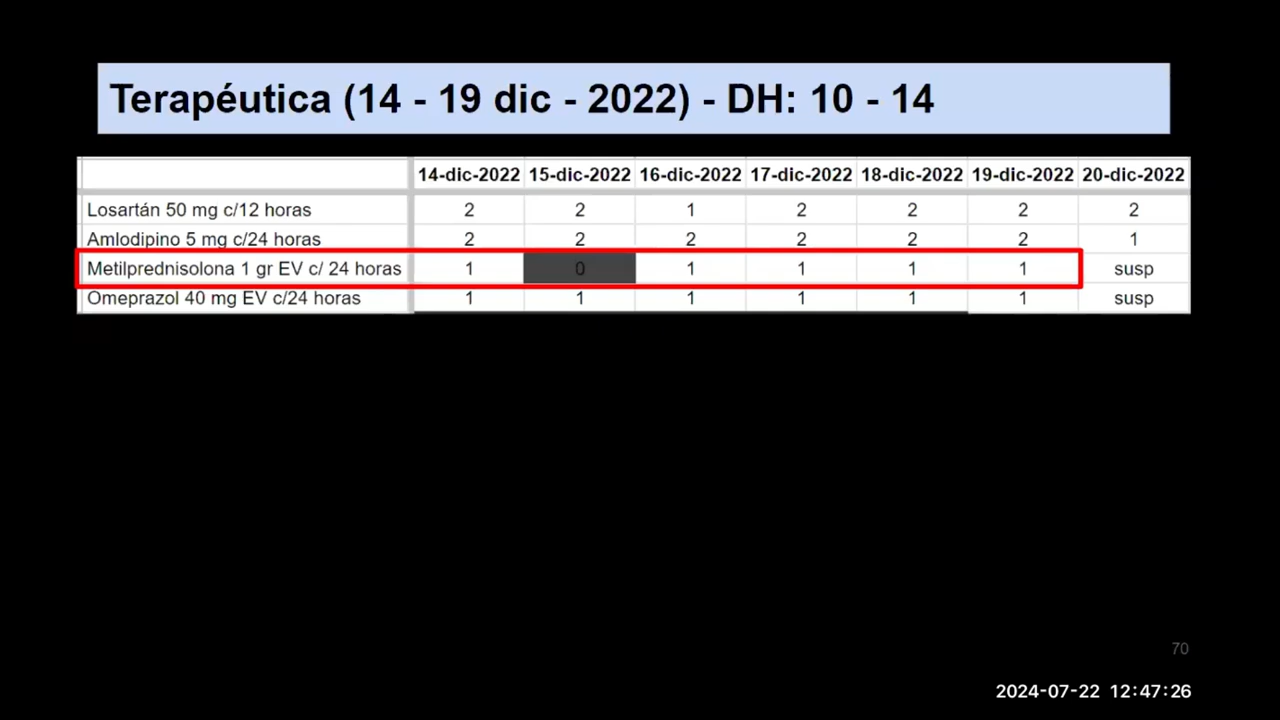 Terapéutica (14 - 19 dic - 2022) - DH: 10 - 14
14-dic-2022 15-dic-2022 16-dic-2022 17-dic-2022 18-dic-2022 19-dic-2022 20-dic-2022
Losartán 50 mg c/12 horas 2 2 1 2 2 2 2
Amlodipino 5 mg c/24 horas 2 2 2 2 2 2 1
Metilprednisolona 1 gr EV c/ 24 horas 1 0 1 1 1 1 susp
Omeprazol 40 mg EV c/24 horas 1 1 1 1 1 1 susp
70
2024-07-22 12:47:26